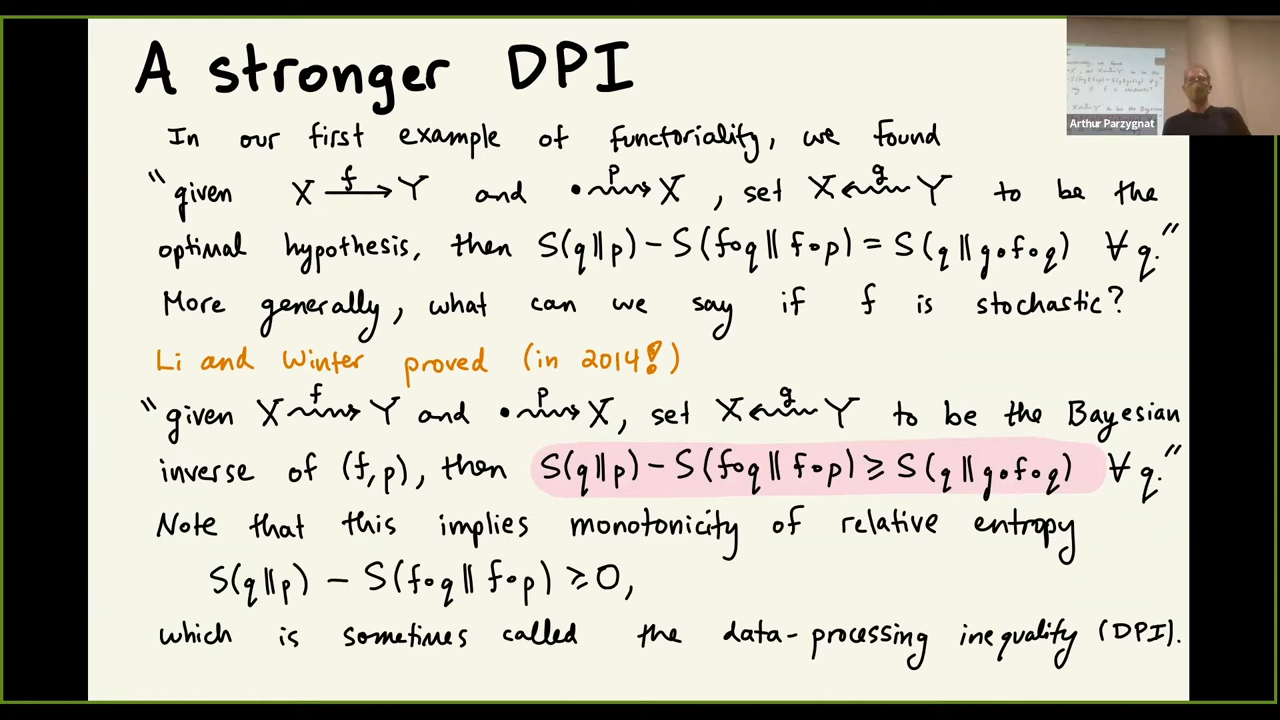 A stronger DPI
In our first example of functoriality, we found
"given X —f→ Y and • ~p~> X, set X <~g~ Y to be the
optimal hypothesis, then S(q‖p) − S(f∘q‖f∘p) = S(q‖g∘f∘q) ∀ q."
More generally, what can we say if f is stochastic?
Li and Winter proved (in 2014!)
"given X ~f~> Y and • ~p~> X, set X <~g~ Y to be the Bayesian
inverse of (f,p), then S(q‖p) − S(f∘q‖f∘p) ≥ S(q‖g∘f∘q) ∀ q."
Note that this implies monotonicity of relative entropy
S(q‖p) − S(f∘q‖f∘p) ≥ 0,
which is sometimes called the data-processing inequality (DPI).
Arthur Parzygnat